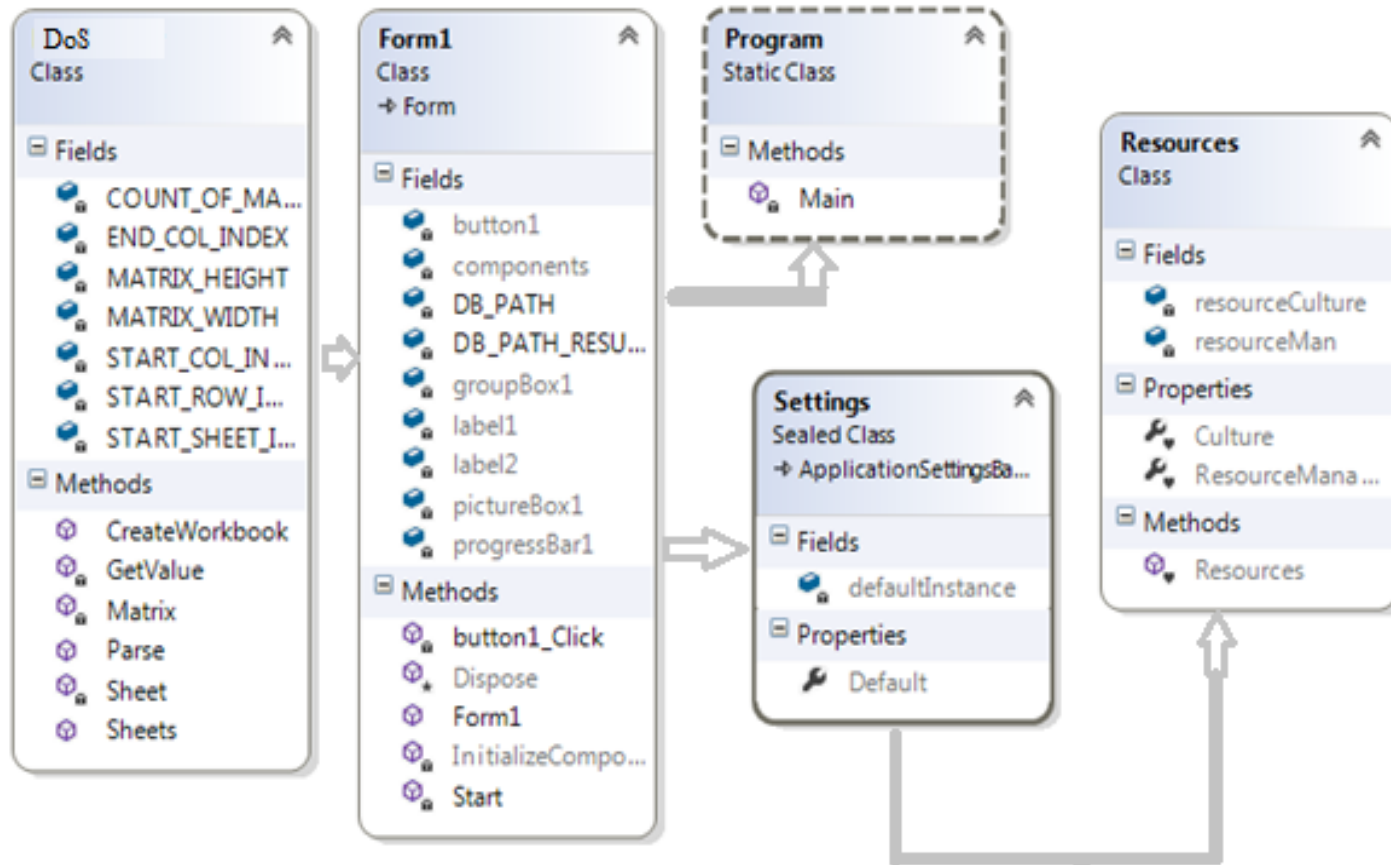 DoS
Class
Fields
COUNT_OF_MA...
END_COL_INDEX
MATRIX_HEIGHT
MATRIX_WIDTH
START_COL_IN...
START_ROW_I...
START_SHEET_I...
Methods
CreateWorkbook
GetValue
Matrix
Parse
Sheet
Sheets
Form1
Class
Form
Fields
button1
components
DB_PATH
DB_PATH_RESU...
groupBox1
label1
label2
pictureBox1
progressBar1
Methods
button1_Click
Dispose
Form1
InitializeCompo...
Start
Program
Static Class
Methods
Main
Settings
Sealed Class
ApplicationSettingsBa...
Fields
defaultInstance
Properties
Default
Resources
Class
Fields
resourceCulture
resourceMan
Properties
Culture
ResourceMana...
Methods
Resources